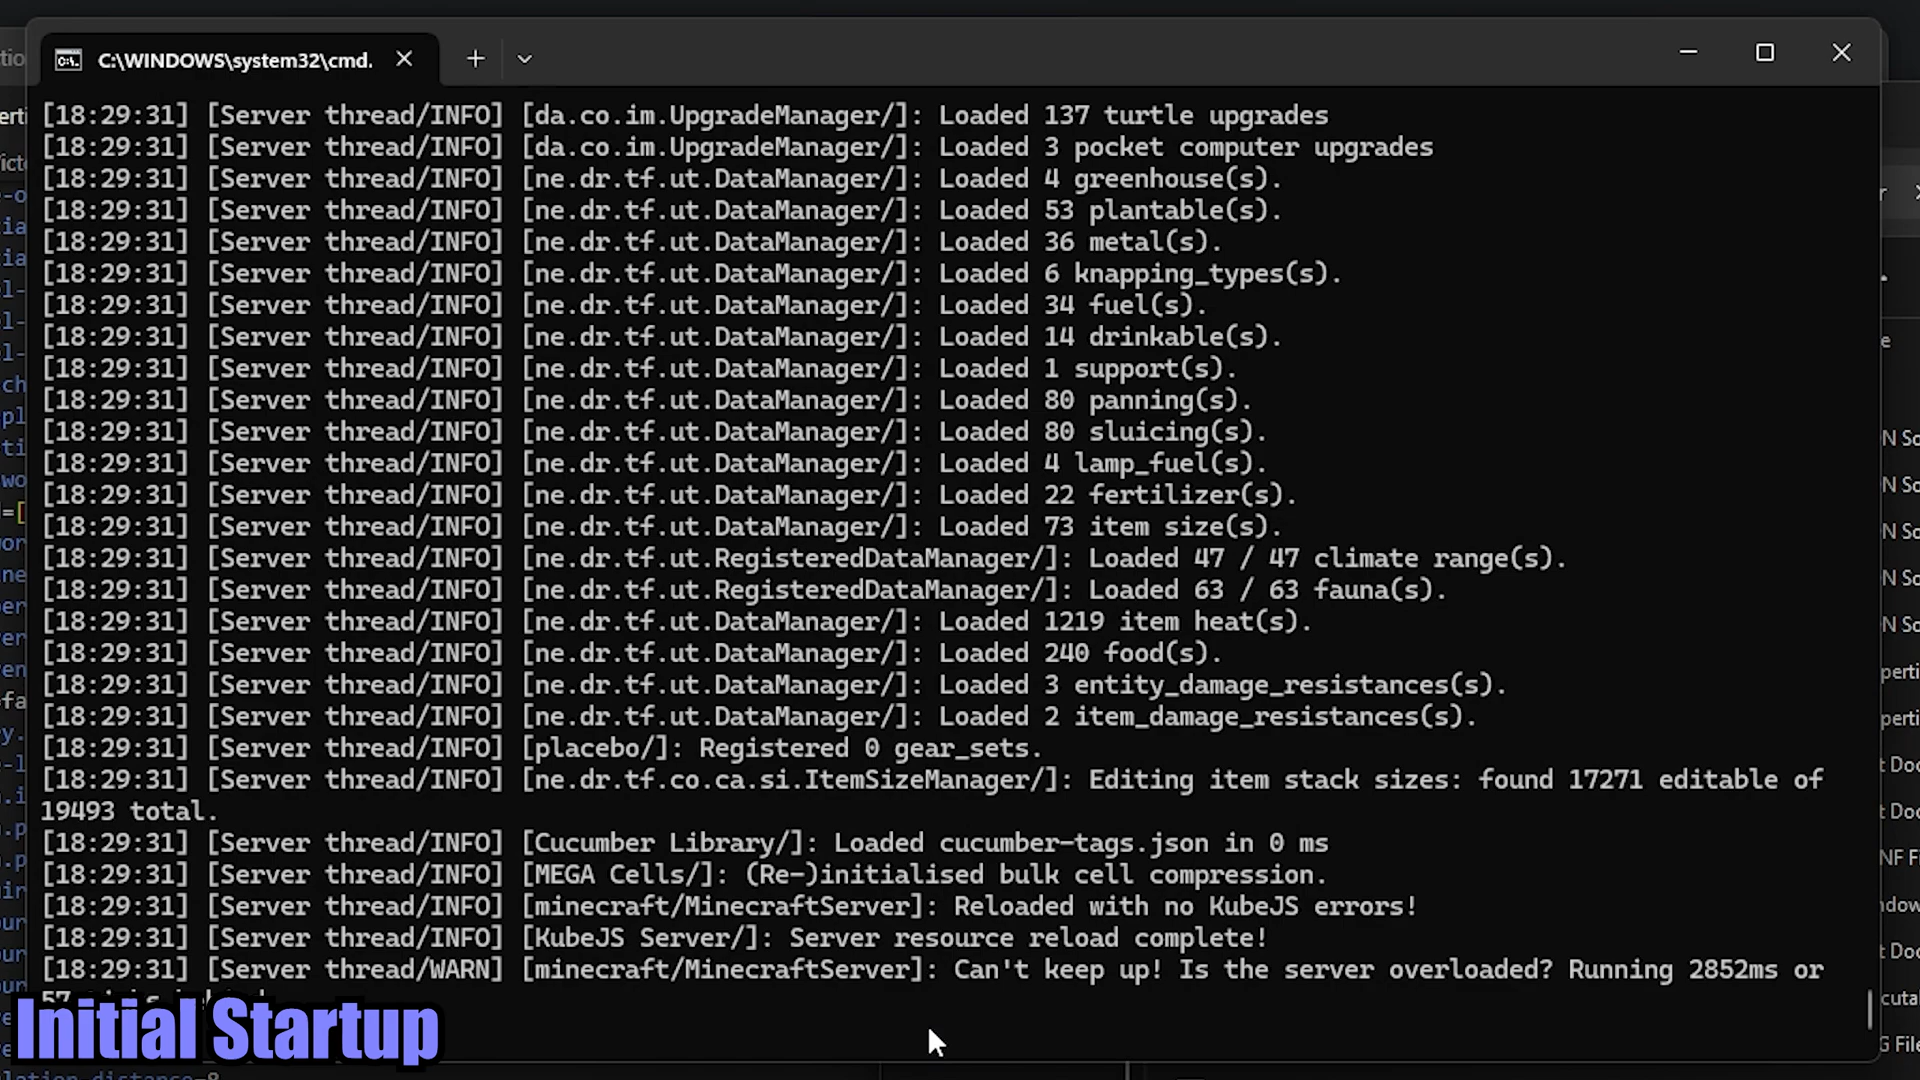 C:\WINDOWS\system32\cmd.
[18:29:31] [Server thread/INFO] [da.co.im.UpgradeManager/]: Loaded 137 turtle upgrades
[18:29:31] [Server thread/INFO] [da.co.im.UpgradeManager/]: Loaded 3 pocket computer upgrades
[18:29:31] [Server thread/INFO] [ne.dr.tf.ut.DataManager/]: Loaded 4 greenhouse(s).
[18:29:31] [Server thread/INFO] [ne.dr.tf.ut.DataManager/]: Loaded 53 plantable(s).
[18:29:31] [Server thread/INFO] [ne.dr.tf.ut.DataManager/]: Loaded 36 metal(s).
[18:29:31] [Server thread/INFO] [ne.dr.tf.ut.DataManager/]: Loaded 6 knapping_types(s).
[18:29:31] [Server thread/INFO] [ne.dr.tf.ut.DataManager/]: Loaded 34 fuel(s).
[18:29:31] [Server thread/INFO] [ne.dr.tf.ut.DataManager/]: Loaded 14 drinkable(s).
[18:29:31] [Server thread/INFO] [ne.dr.tf.ut.DataManager/]: Loaded 1 support(s).
[18:29:31] [Server thread/INFO] [ne.dr.tf.ut.DataManager/]: Loaded 80 panning(s).
[18:29:31] [Server thread/INFO] [ne.dr.tf.ut.DataManager/]: Loaded 80 sluicing(s).
[18:29:31] [Server thread/INFO] [ne.dr.tf.ut.DataManager/]: Loaded 4 lamp_fuel(s).
[18:29:31] [Server thread/INFO] [ne.dr.tf.ut.DataManager/]: Loaded 22 fertilizer(s).
[18:29:31] [Server thread/INFO] [ne.dr.tf.ut.DataManager/]: Loaded 73 item size(s).
[18:29:31] [Server thread/INFO] [ne.dr.tf.ut.RegisteredDataManager/]: Loaded 47 / 47 climate range(s).
[18:29:31] [Server thread/INFO] [ne.dr.tf.ut.RegisteredDataManager/]: Loaded 63 / 63 fauna(s).
[18:29:31] [Server thread/INFO] [ne.dr.tf.ut.DataManager/]: Loaded 1219 item heat(s).
[18:29:31] [Server thread/INFO] [ne.dr.tf.ut.DataManager/]: Loaded 240 food(s).
[18:29:31] [Server thread/INFO] [ne.dr.tf.ut.DataManager/]: Loaded 3 entity_damage_resistances(s).
[18:29:31] [Server thread/INFO] [ne.dr.tf.ut.DataManager/]: Loaded 2 item_damage_resistances(s).
[18:29:31] [Server thread/INFO] [placebo/]: Registered 0 gear_sets.
[18:29:31] [Server thread/INFO] [ne.dr.tf.co.ca.si.ItemSizeManager/]: Editing item stack sizes: found 17271 editable of
19493 total.
[18:29:31] [Server thread/INFO] [Cucumber Library/]: Loaded cucumber-tags.json in 0 ms
[18:29:31] [Server thread/INFO] [MEGA Cells/]: (Re-)initialised bulk cell compression.
[18:29:31] [Server thread/INFO] [minecraft/MinecraftServer]: Reloaded with no KubeJS errors!
[18:29:31] [Server thread/INFO] [KubeJS Server/]: Server resource reload complete!
[18:29:31] [Server thread/WARN] [minecraft/MinecraftServer]: Can't keep up! Is the server overloaded? Running 2852ms or
Initial Startup